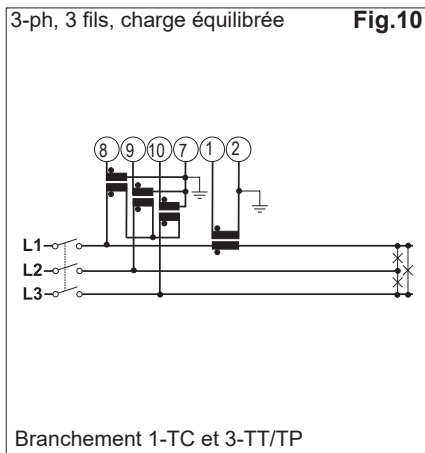 3-ph, 3 fils, charge équilibrée Fig.10
8 9 10 7 1 2
L1
L2
L3
Branchement 1-TC et 3-TT/TP